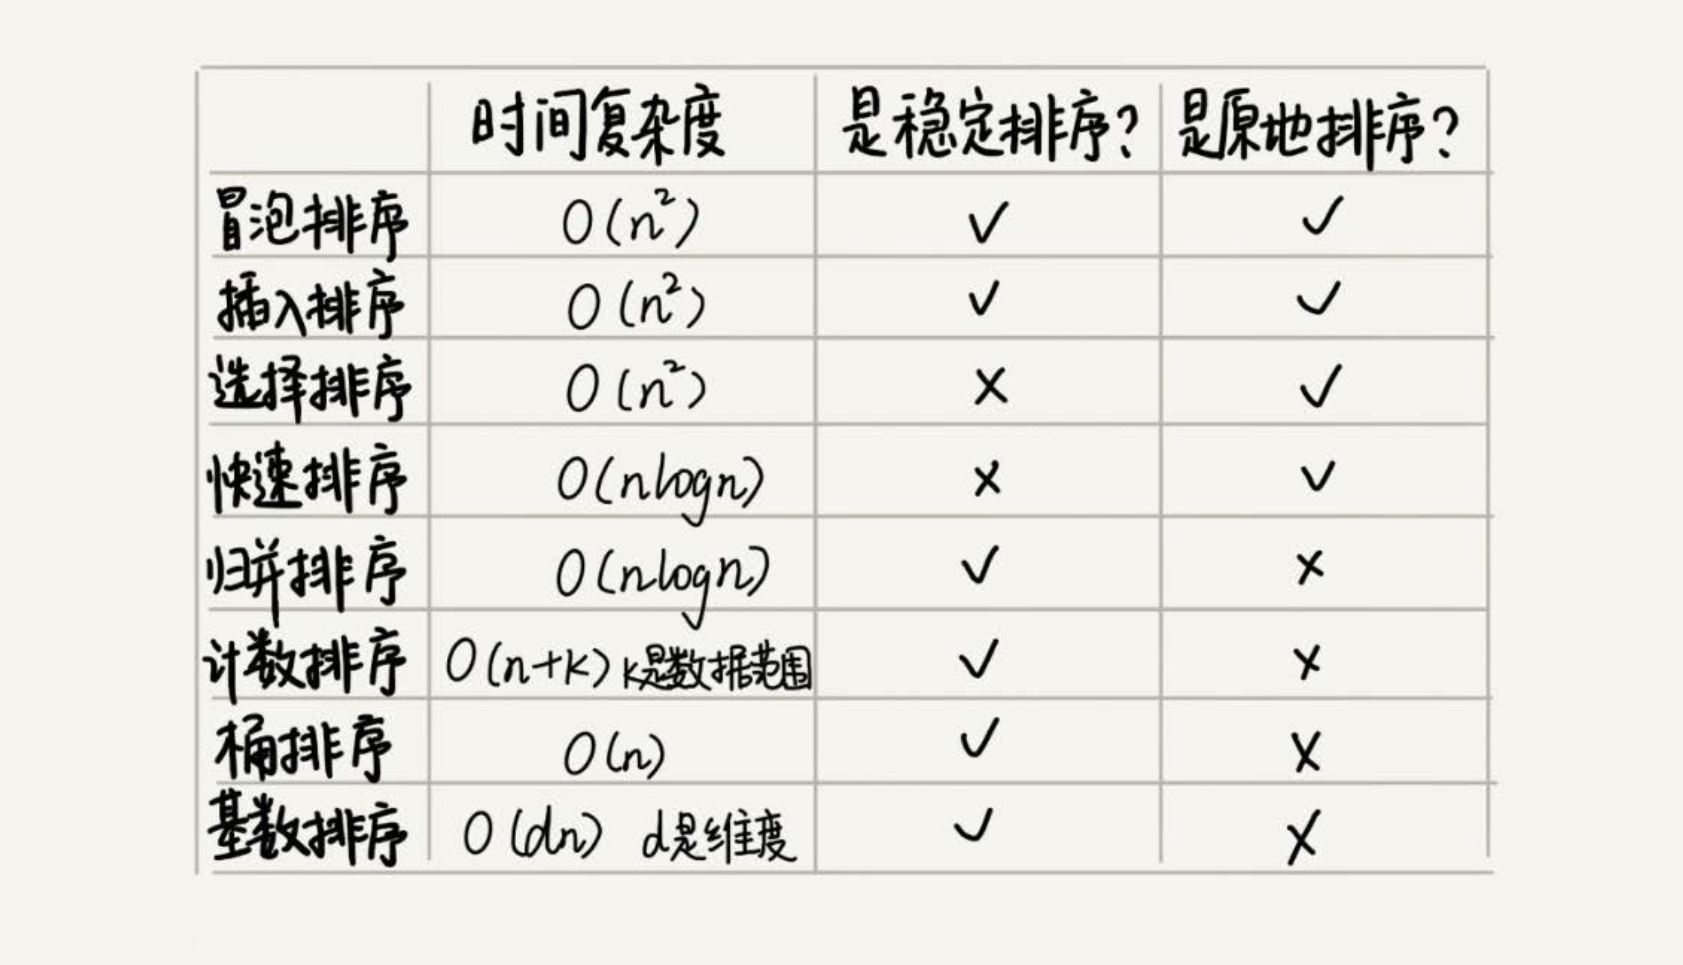 时间复杂度 是稳定排序? 是原地排序?
冒泡排序 O(n²) ✓ ✓
插入排序 O(n²) ✓ ✓
选择排序 O(n²) × ✓
快速排序 O(nlogn) × ✓
归并排序 O(nlogn) ✓ ×
计数排序 O(n+k) k是数据范围 ✓ ×
桶排序 O(n) ✓ ×
基数排序 O(dn) d是维度 ✓ ×